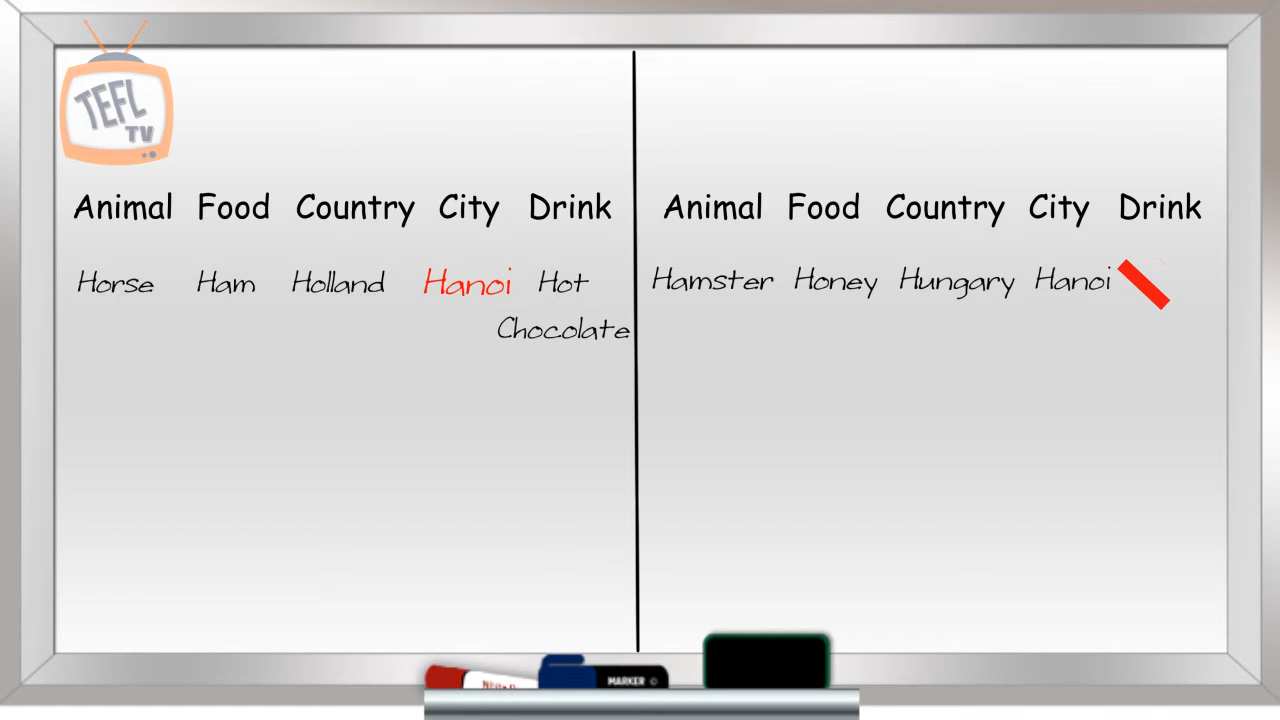 TEFL
TV
Animal Food Country City Drink
Horse Ham Holland Hanoi Hot
Chocolate
Animal Food Country City Drink
Hamster Honey Hungary Hanoi
MARKER